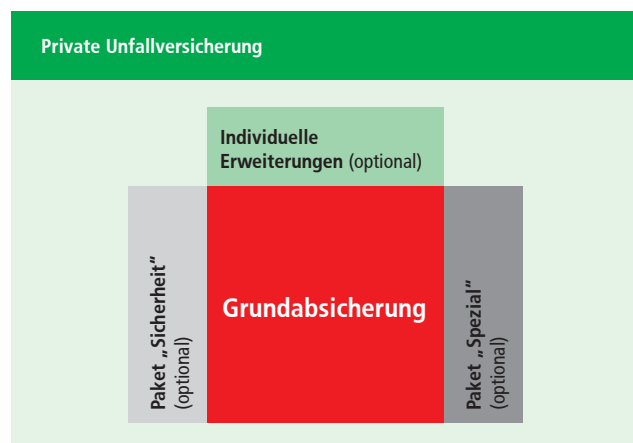 Private Unfallversicherung
Individuelle
Erweiterungen (optional)
Paket „Sicherheit“
(optional)
Grundabsicherung
Paket „Spezial“
(optional)